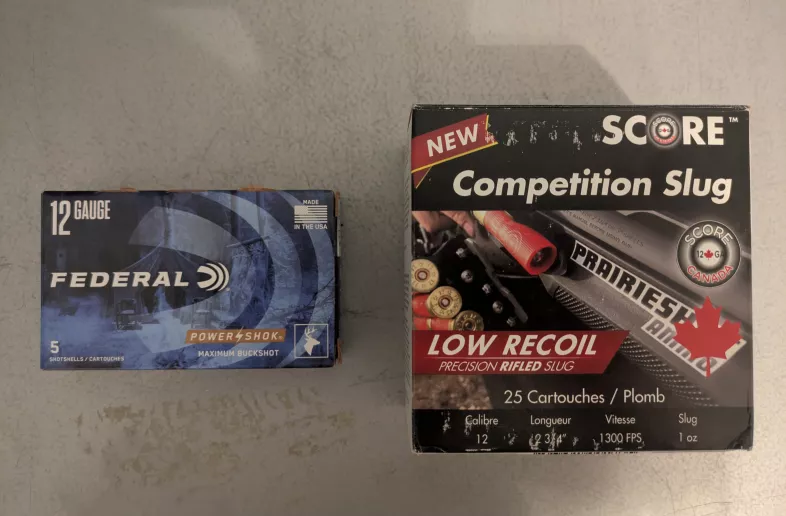 12 GAUGE
MADE
IN THE USA
FEDERAL
5
SHOTSHELLS / CARTOUCHES
POWER SHOK
MAXIMUM BUCKSHOT
NEW
SCORE ™
Competition Slug
SCORE
12 GA
CANADA
PRAIRIESH
AMMO
LOW RECOIL
PRECISION RIFLED SLUG
25 Cartouches / Plomb
Calibre Longueur Vitesse Slug
12 2 3/4" 1300 FPS 1 oz